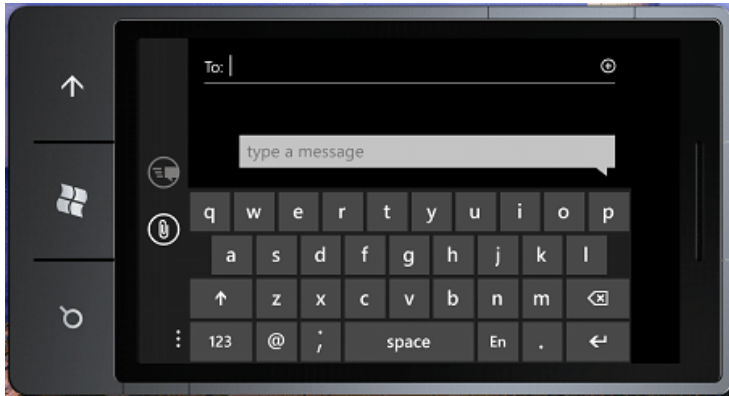 To:
type a message
q w e r t y u i o p
a s d f g h j k l
z x c v b n m
123 @ ; space En .